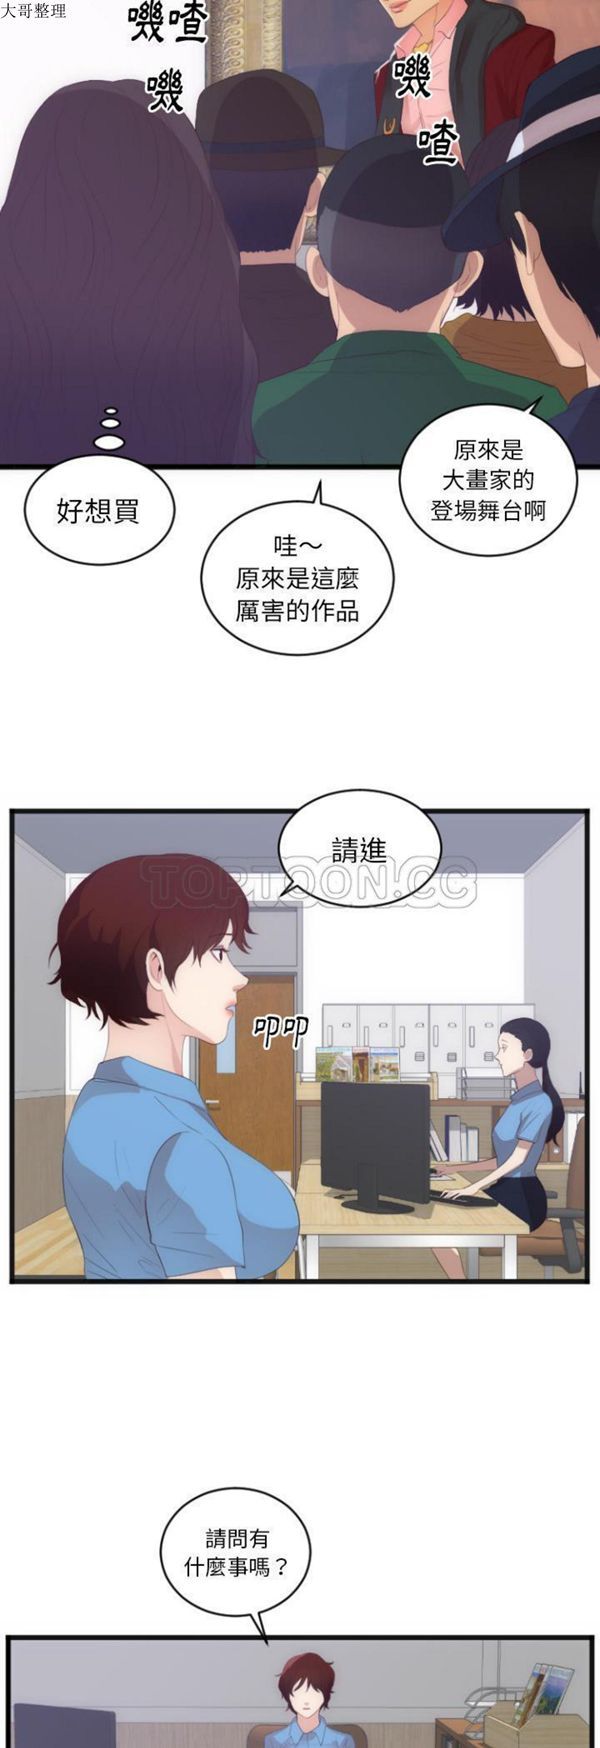 大哥整理
嘰喳
嘰
嘰
喳
好想買
原來是
大畫家的
登場舞台啊
哇～
原來是這麼
厲害的作品
請進
TOPTOON.CC
叩叩
請問有
什麼事嗎？